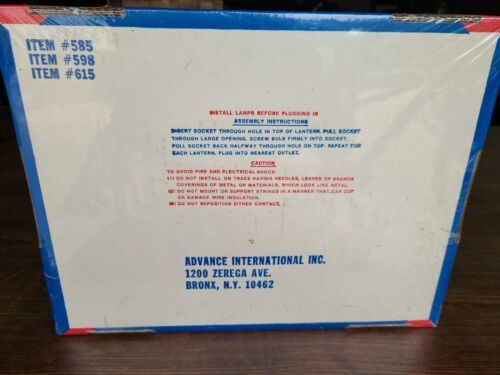 ITEM #585
ITEM #598
ITEM #615
INSTALL LAMPS BEFORE PLUGGING IN
ASSEMBLY INSTRUCTIONS
INSERT SOCKET THROUGH HOLE IN TOP OF LANTERN. PULL SOCKET
THROUGH LARGE OPENING. SCREW BULB FIRMLY INTO SOCKET.
PULL SOCKET BACK HALFWAY THROUGH HOLE ON TOP. REPEAT FOR
EACH LANTERN. PLUG INTO NEAREST OUTLET.
CAUTION
TO AVOID FIRE AND ELECTRICAL SHOCK:
(1) DO NOT INSTALL ON TREES HAVING NEEDLES, LEAVES OR BRANCH
COVERINGS OF METAL OR MATERIALS, WHICH LOOK LIKE METAL.
(2) DO NOT MOUNT OR SUPPORT STRINGS IN A MANNER THAT, CAN CUT
OR DAMAGE WIRE INSULATION.
(3) DO NOT REPOSITION EITHER CONTACT.
ADVANCE INTERNATIONAL INC.
1200 ZEREGA AVE.
BRONX, N.Y. 10462